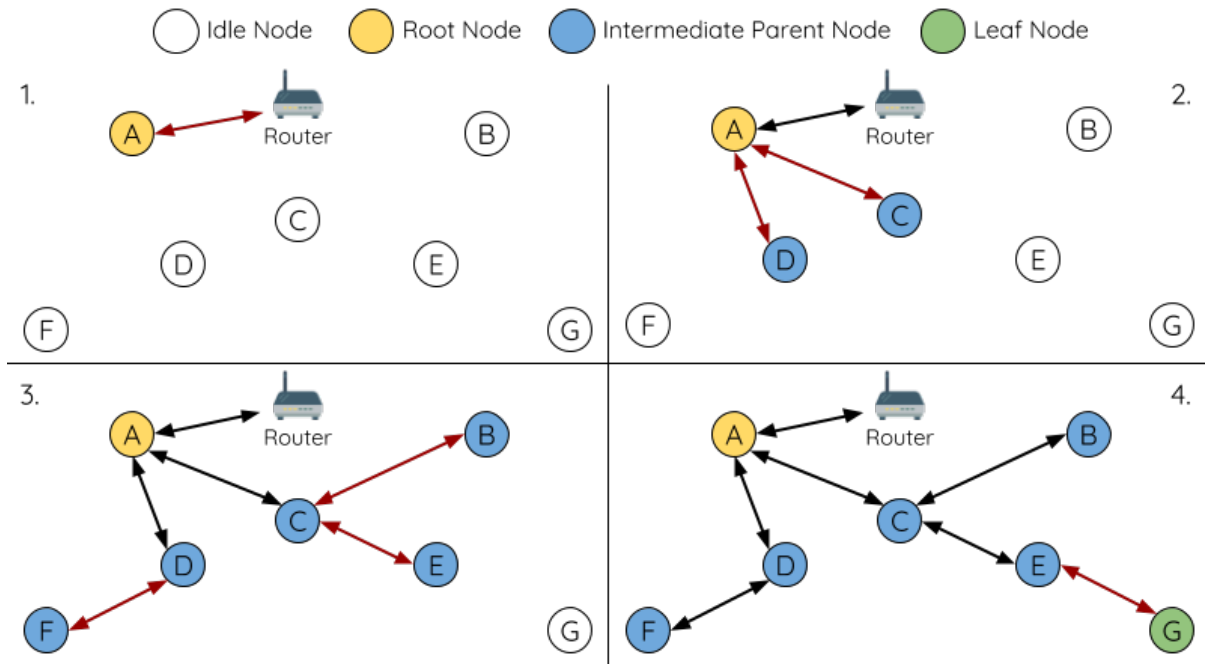 Idle Node Root Node Intermediate Parent Node Leaf Node
1.
A
Router
B
C
D
E
F
G
2.
A
Router
B
C
D
E
F
G
3.
A
Router
B
C
D
E
F
G
4.
A
Router
B
C
D
E
F
G